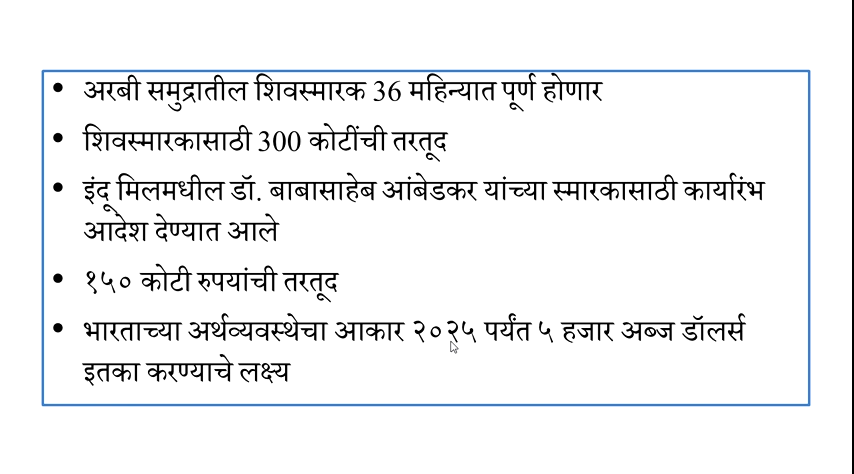 • अरबी समुद्रातील शिवस्मारक 36 महिन्यात पूर्ण होणार
• शिवस्मारकासाठी 300 कोटींची तरतूद
• इंदू मिलमधील डॉ. बाबासाहेब आंबेडकर यांच्या स्मारकासाठी कार्यारंभ
आदेश देण्यात आले
• १५० कोटी रुपयांची तरतूद
• भारताच्या अर्थव्यवस्थेचा आकार २०२५ पर्यंत ५ हजार अब्ज डॉलर्स
इतका करण्याचे लक्ष्य